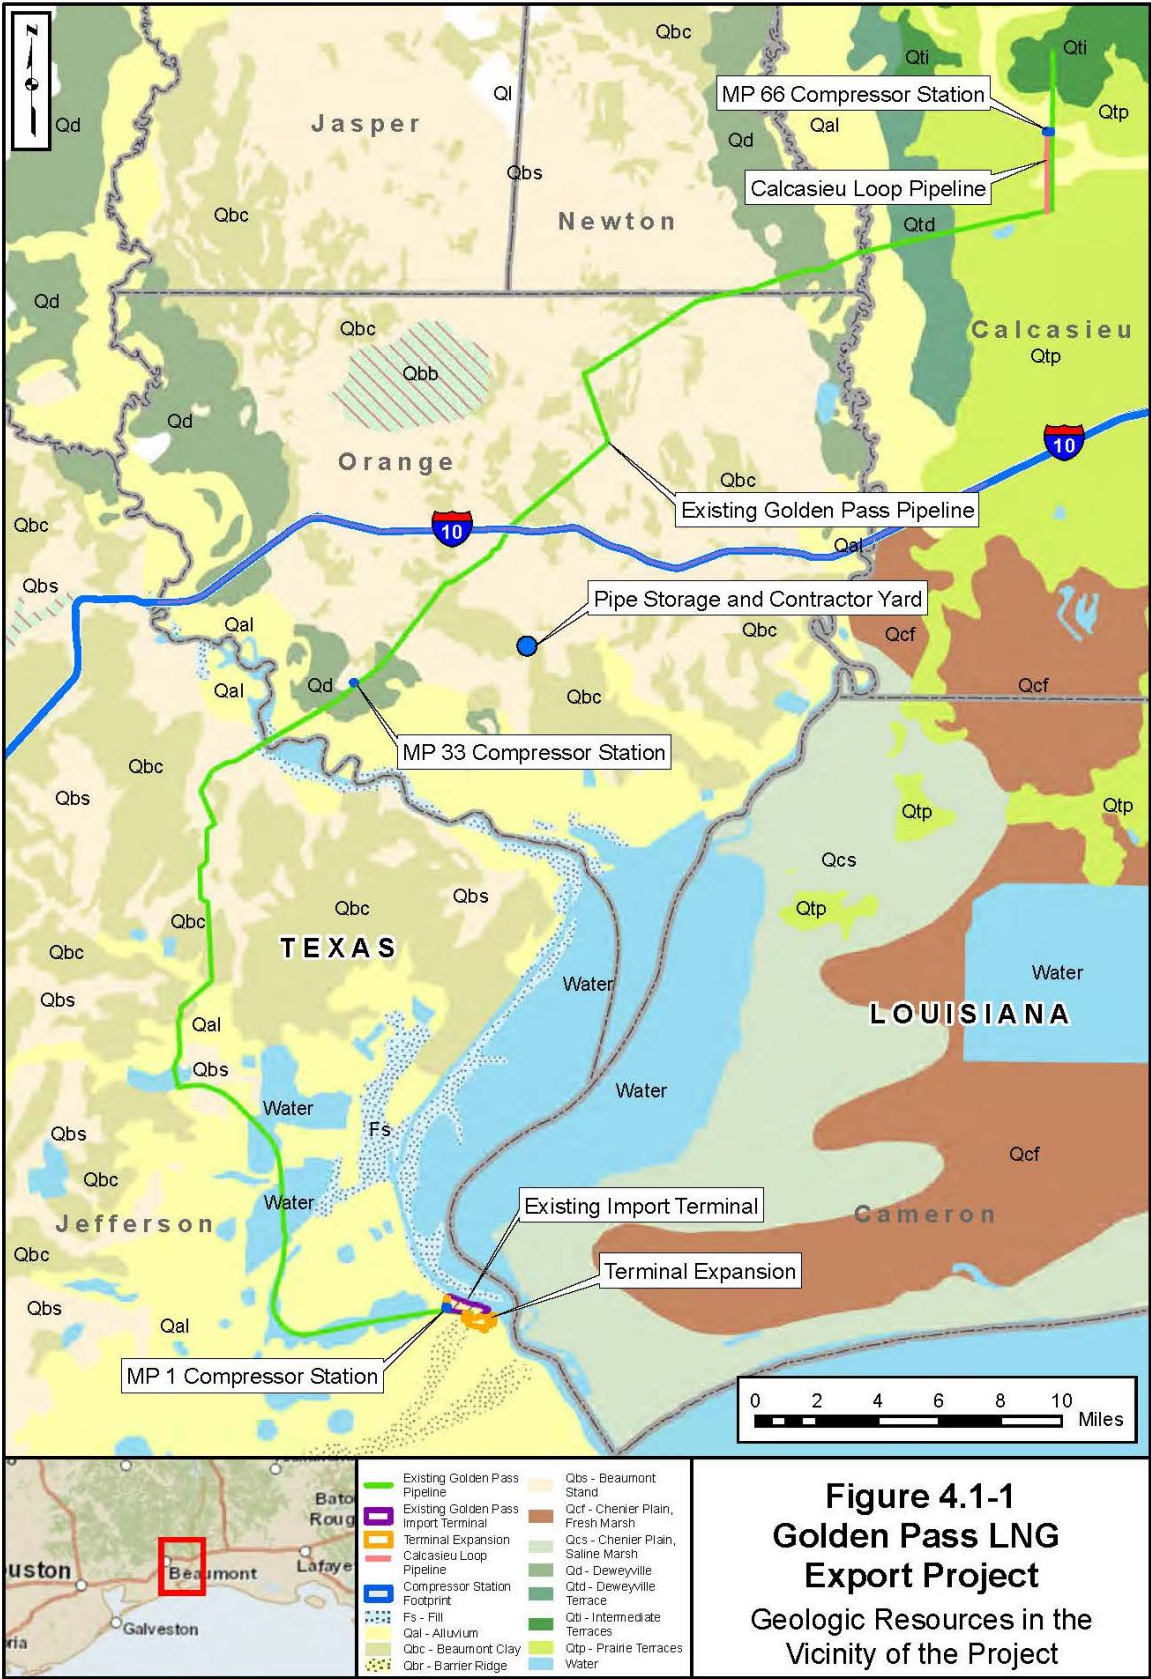 N
Qbc
Qti
Qti
Ql
MP 66 Compressor Station
Qd
Jasper
Qd
Qal
Qtp
Qbs
Calcasieu Loop Pipeline
Qbc
Newton
Qtd
Qd
Qbc
Calcasieu
Qtp
Qbb
Qd
Orange
10
Qbc
Existing Golden Pass Pipeline
Qbc
10
Qal
Qbs
Pipe Storage and Contractor Yard
Qal
Qbc
Qcf
Qal
Qd
Qbc
Qcf
MP 33 Compressor Station
Qbc
Qbs
Qtp
Qtp
Qcs
Qbs
Qbc
Qtp
Qbc
TEXAS
Qbc
Water
Water
Qbs
LOUISIANA
Qal
Qbs
Water
Water
Fs
Qbs
Qcf
Qbc
Water
Existing Import Terminal
Jefferson
Cameron
Qbc
Terminal Expansion
Qbs
Qal
MP 1 Compressor Station
0 2 4 6 8 10
Miles
Bato
Roug
uston
Beaumont
Lafaye
Galveston
ria
Existing Golden Pass
Pipeline
Existing Golden Pass
Import Terminal
Terminal Expansion
Calcasieu Loop
Pipeline
Compressor Station
Footprint
Fs - Fill
Qal - Alluvium
Qbc - Beaumont Clay
Qbr - Barrier Ridge
Qbs - Beaumont
Stand
Qcf - Chenier Plain,
Fresh Marsh
Qcs - Chenier Plain,
Saline Marsh
Qd - Deweyville
Qtd - Deweyville
Terrace
Qti - Intermediate
Terraces
Qtp - Prairie Terraces
Water
Figure 4.1-1
Golden Pass LNG
Export Project
Geologic Resources in the
Vicinity of the Project